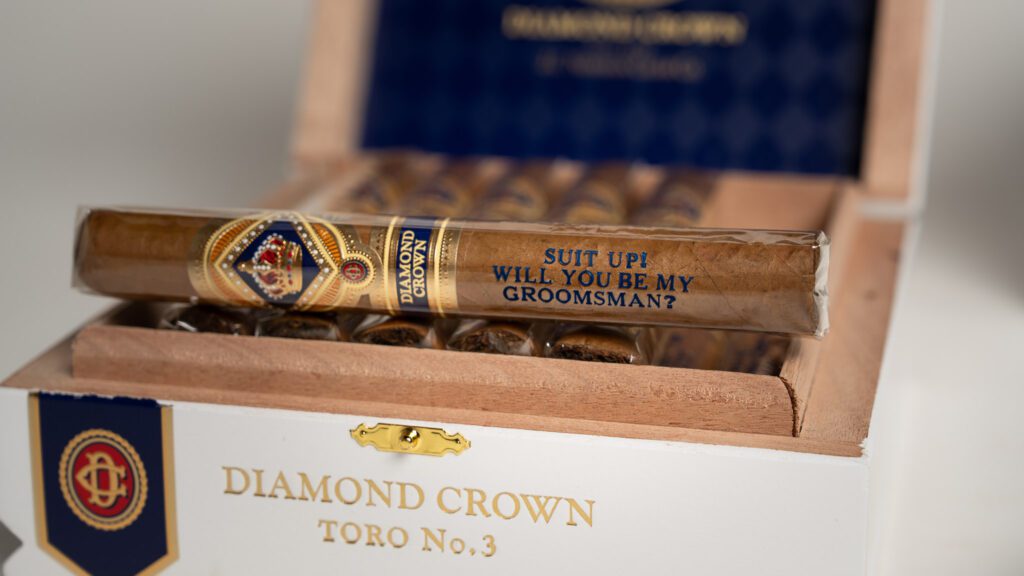 DIAMOND CROWN
DIAMOND
CROWN
SUIT UP!
WILL YOU BE MY
GROOMSMAN?
DIAMOND CROWN
TORO No.3